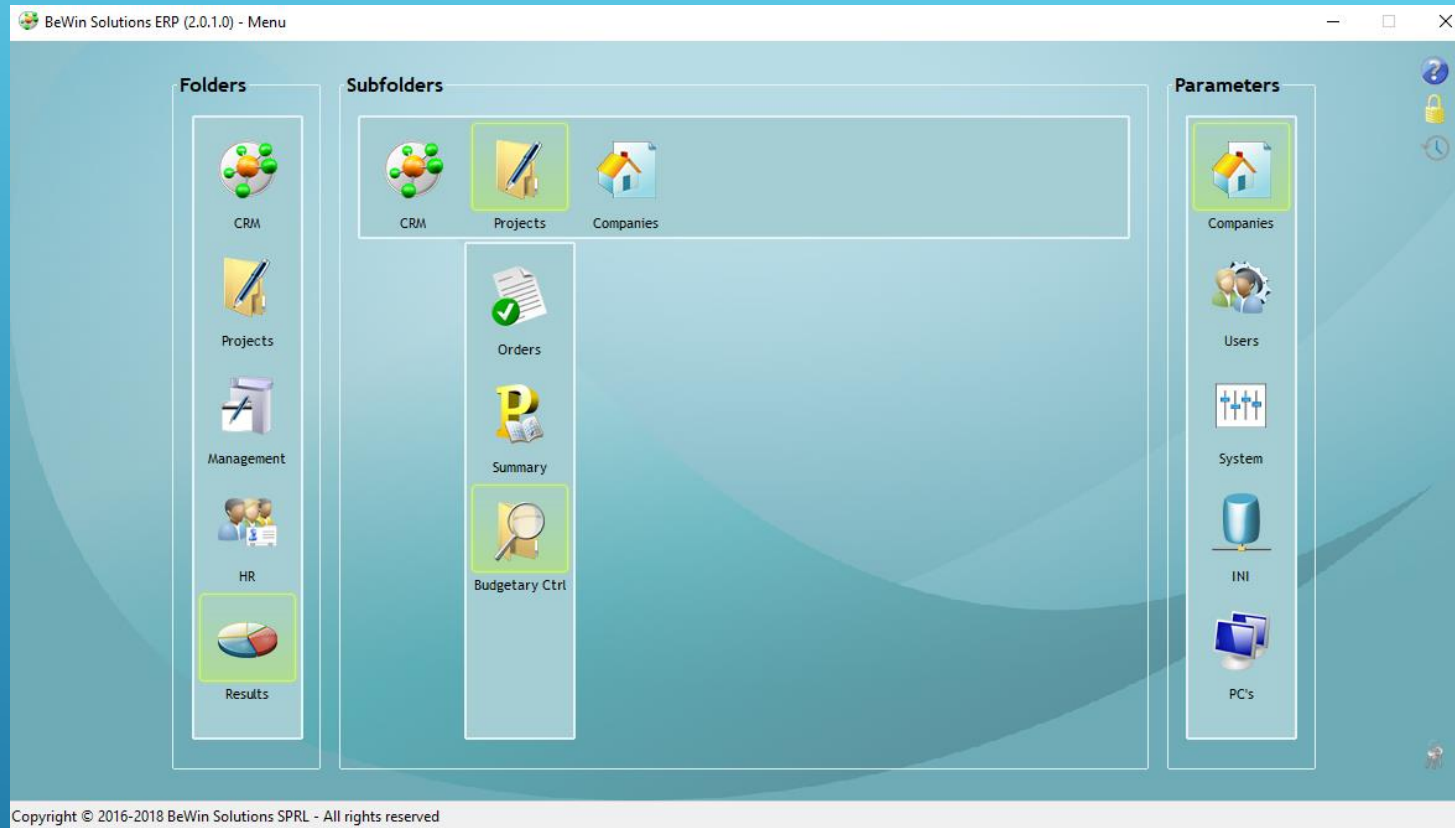 BeWin Solutions ERP (2.0.1.0) - Menu
Folders
Subfolders
Parameters
CRM
Projects
Management
HR
Results
CRM
Projects
Companies
Orders
Summary
Budgetary Ctrl
Companies
Users
System
INI
PC's
Copyright © 2016-2018 BeWin Solutions SPRL - All rights reserved